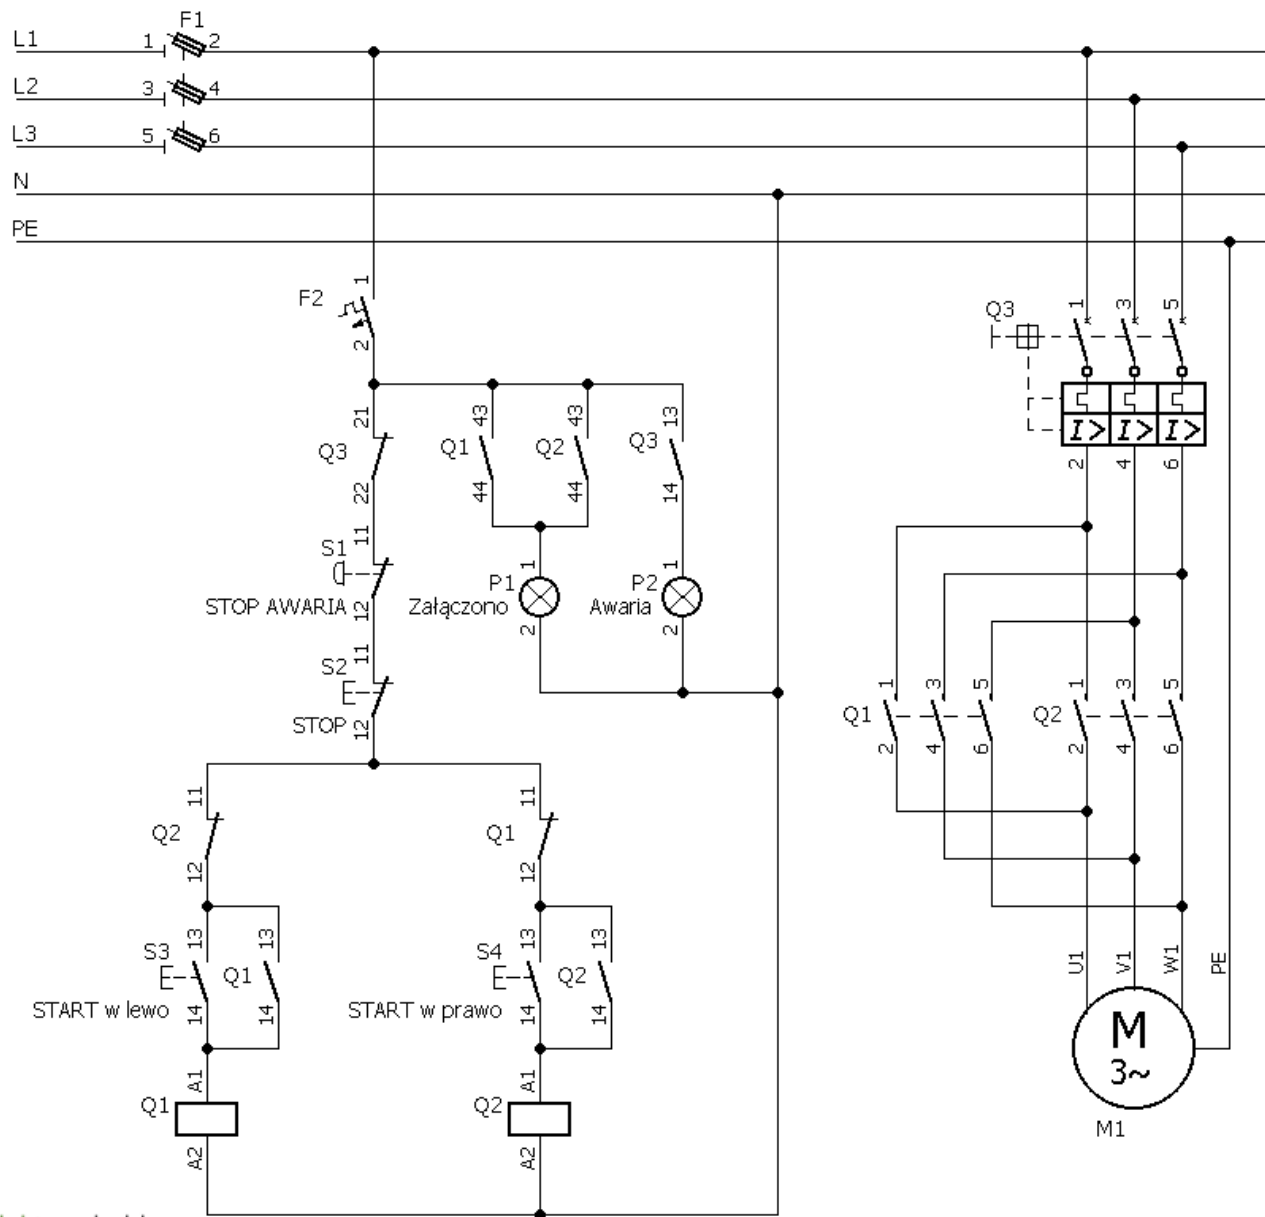 F1
L1 1 2
L2 3 4
L3 5 6
N
PE
F2 1
2
Q3 1 3 5
I> I> I>
2 4 6
21 43 43 13
Q3 Q1 Q2 Q3
22 44 44 14
11
S1
STOP AWARIA 12
1 1
P1 P2
Załączono Awaria
2 2
11
S2
STOP 12
1 3 5 1 3 5
Q1 Q2
2 4 6 2 4 6
11 11
Q2 Q1
12 12
13 13 13 13
S3 Q1 S4 Q2
START w lewo 14 14 START w prawo 14 14
U1 V1 W1 PE
M
3~
M1
A1 A1
Q1 Q2
A2 A2